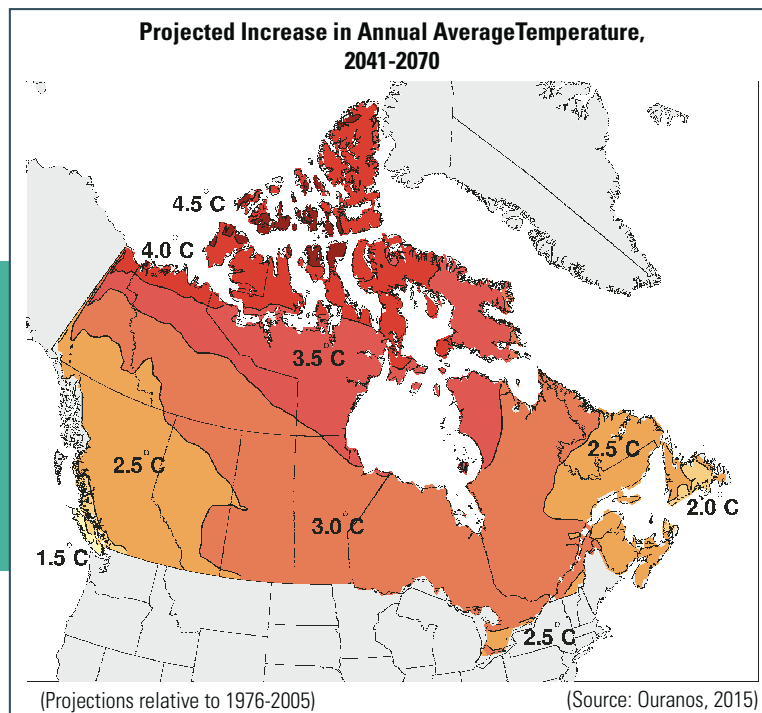 Projected Increase in Annual AverageTemperature,
2041-2070
4.5°C
4.0°C
3.5°C
2.5°C
2.5°C
2.0°C
3.0°C
1.5°C
2.5°C
(Projections relative to 1976-2005)
(Source: Ouranos, 2015)